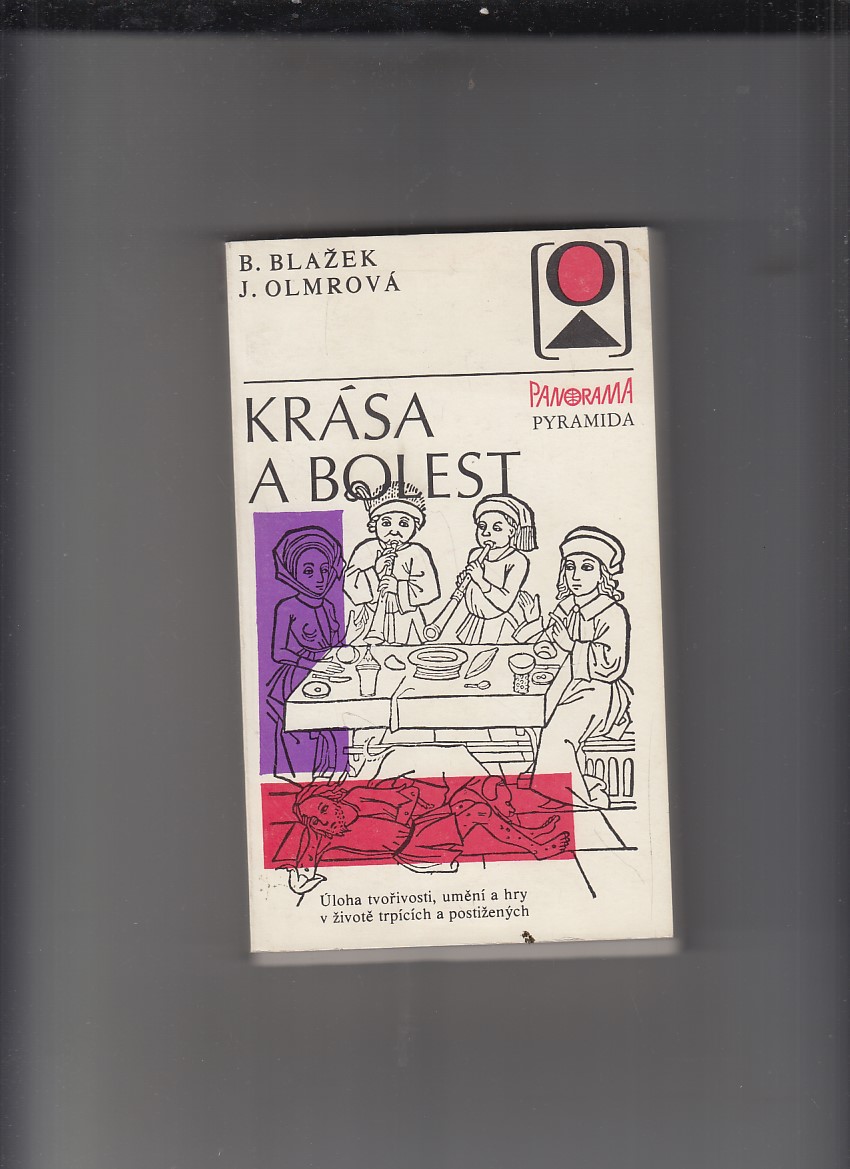 B. BLAŽEK
J. OLMROVÁ
PANORAMA
PYRAMIDA
KRÁSA
A BOLEST
Úloha tvořivosti, umění a hry
v životě trpících a postižených